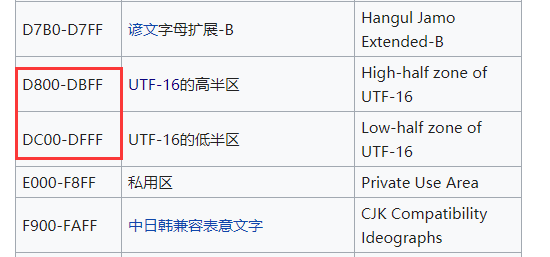 D7B0-D7FF 谚文字母扩展-B Hangul Jamo
Extended-B
D800-DBFF UTF-16的高半区 High-half zone of
UTF-16
DC00-DFFF UTF-16的低半区 Low-half zone of
UTF-16
E000-F8FF 私用区 Private Use Area
F900-FAFF 中日韩兼容表意文字 CJK Compatibility
Ideographs